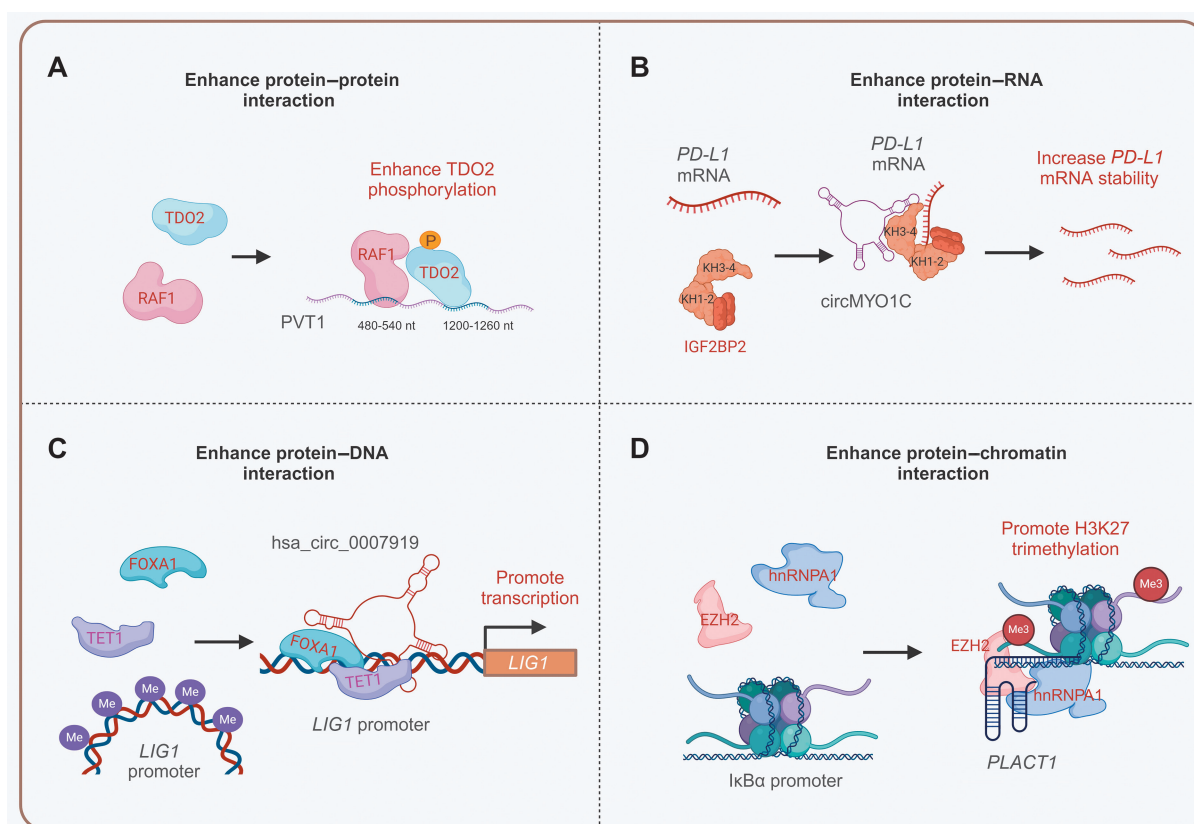 A
Enhance protein–protein
interaction
Enhance TDO2
phosphorylation
TDO2
RAF1
P
RAF1
TDO2
PVT1
480-540 nt
1200-1260 nt
B
Enhance protein–RNA
interaction
PD-L1
mRNA
PD-L1
mRNA
Increase PD-L1
mRNA stability
KH3-4
KH1-2
IGF2BP2
KH3-4
KH1-2
circMYO1C
C
Enhance protein–DNA
interaction
hsa_circ_0007919
FOXA1
TET1
Promote
transcription
FOXA1
TET1
LIG1
LIG1 promoter
Me
Me
Me
Me
Me
LIG1
promoter
D
Enhance protein–chromatin
interaction
Promote H3K27
trimethylation
hnRNPA1
EZH2
Me3
Me3
EZH2
hnRNPA1
IκBα promoter
PLACT1